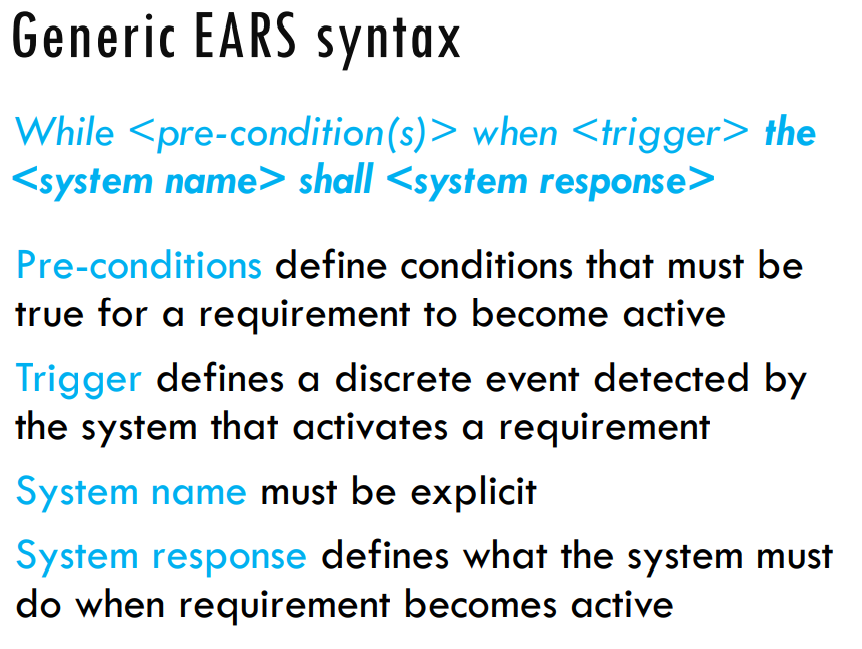 Generic EARS syntax
While <pre-condition(s)> when <trigger> the
<system name> shall <system response>
Pre-conditions define conditions that must be
true for a requirement to become active
Trigger defines a discrete event detected by
the system that activates a requirement
System name must be explicit
System response defines what the system must
do when requirement becomes active